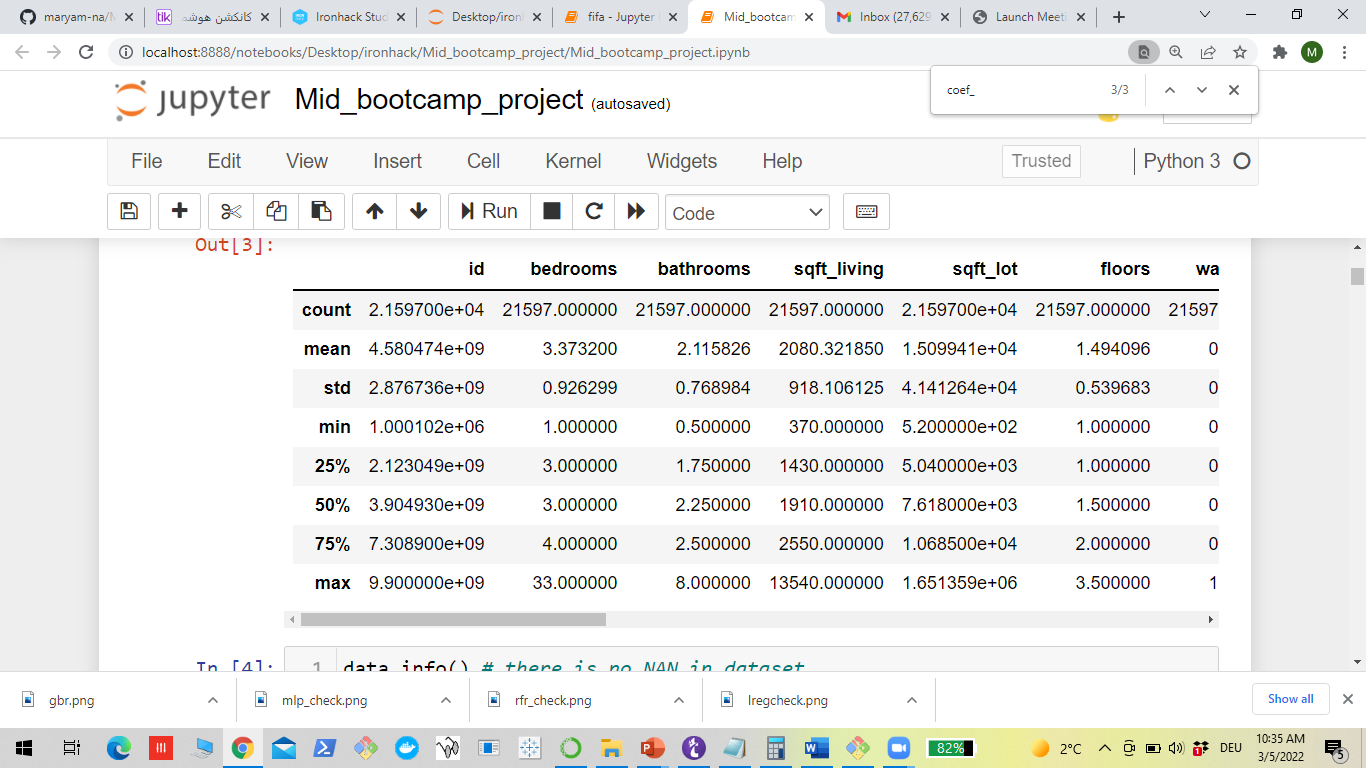 maryam-na/M
کانکشن هوشم
Ironhack Stud
Desktop/iron
fifa - Jupyter
Mid_bootcam
Inbox (27,629
Launch Meeti
localhost:8888/notebooks/Desktop/ironhack/Mid_bootcamp_project/Mid_bootcamp_project.ipynb
M
coef_ 3/3
jupyter Mid_bootcamp_project (autosaved)
File Edit View Insert Cell Kernel Widgets Help Trusted Python 3
Run Code
Out[3]:
id bedrooms bathrooms sqft_living sqft_lot floors wa
count 2.159700e+04 21597.000000 21597.000000 21597.000000 2.159700e+04 21597.000000 21597
mean 4.580474e+09 3.373200 2.115826 2080.321850 1.509941e+04 1.494096 0
std 2.876736e+09 0.926299 0.768984 918.106125 4.141264e+04 0.539683 0
min 1.000102e+06 1.000000 0.500000 370.000000 5.200000e+02 1.000000 0
25% 2.123049e+09 3.000000 1.750000 1430.000000 5.040000e+03 1.000000 0
50% 3.904930e+09 3.000000 2.250000 1910.000000 7.618000e+03 1.500000 0
75% 7.308900e+09 4.000000 2.500000 2550.000000 1.068500e+04 2.000000 0
max 9.900000e+09 33.000000 8.000000 13540.000000 1.651359e+06 3.500000 1
In [4]: 1 data.info() # there is no NAN in dataset
gbr.png mlp_check.png rfr_check.png lregcheck.png Show all
82% 2°C DEU 10:35 AM
3/5/2022 5